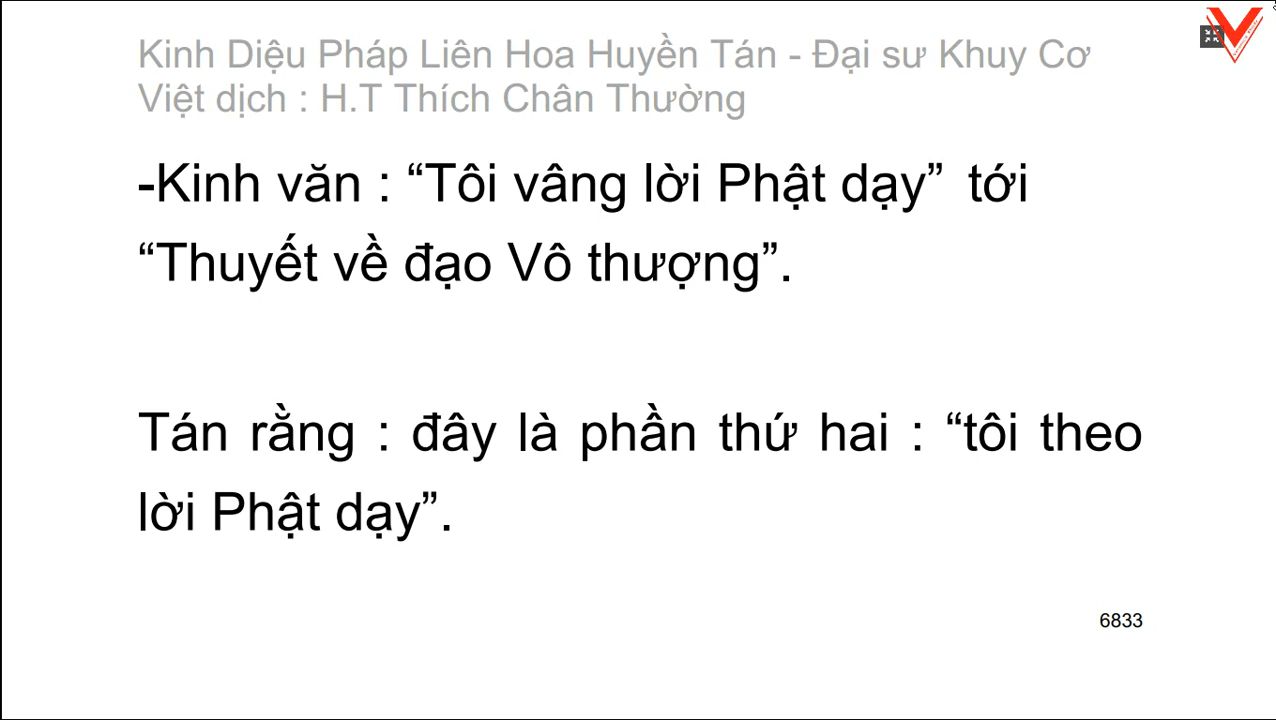 Kinh Diệu Pháp Liên Hoa Huyền Tán - Đại sư Khuy Cơ
Việt dịch : H.T Thích Chân Thường
-Kinh văn : “Tôi vâng lời Phật dạy” tới
“Thuyết về đạo Vô thượng”.
Tán rằng : đây là phần thứ hai : “tôi theo
lời Phật dạy”.
6833